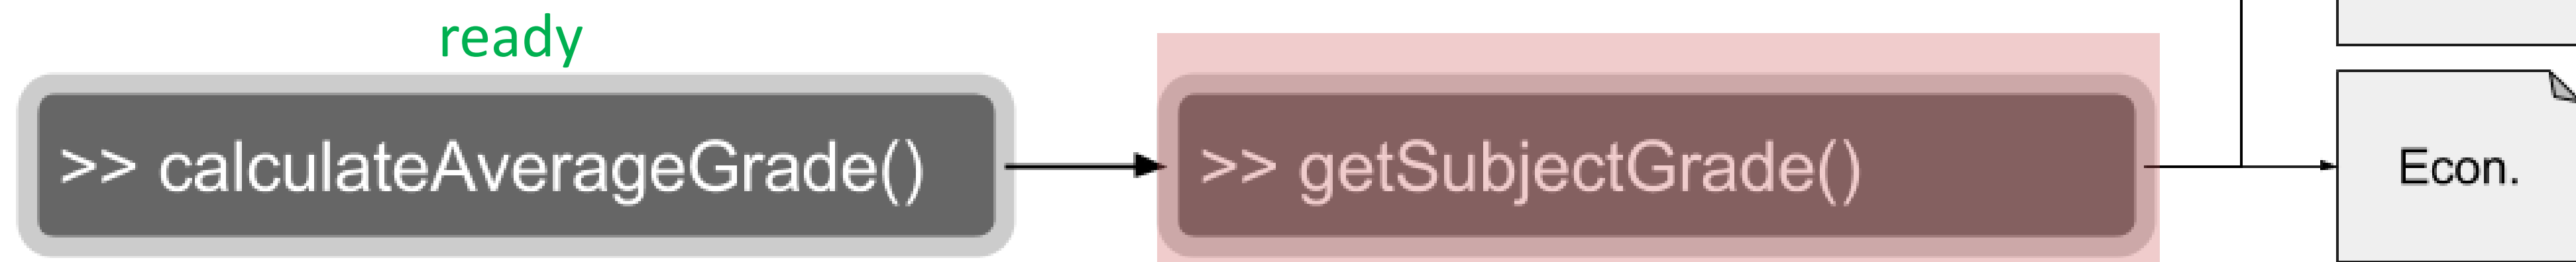 ready
>> calculateAverageGrade()
>> getSubjectGrade()
Econ.